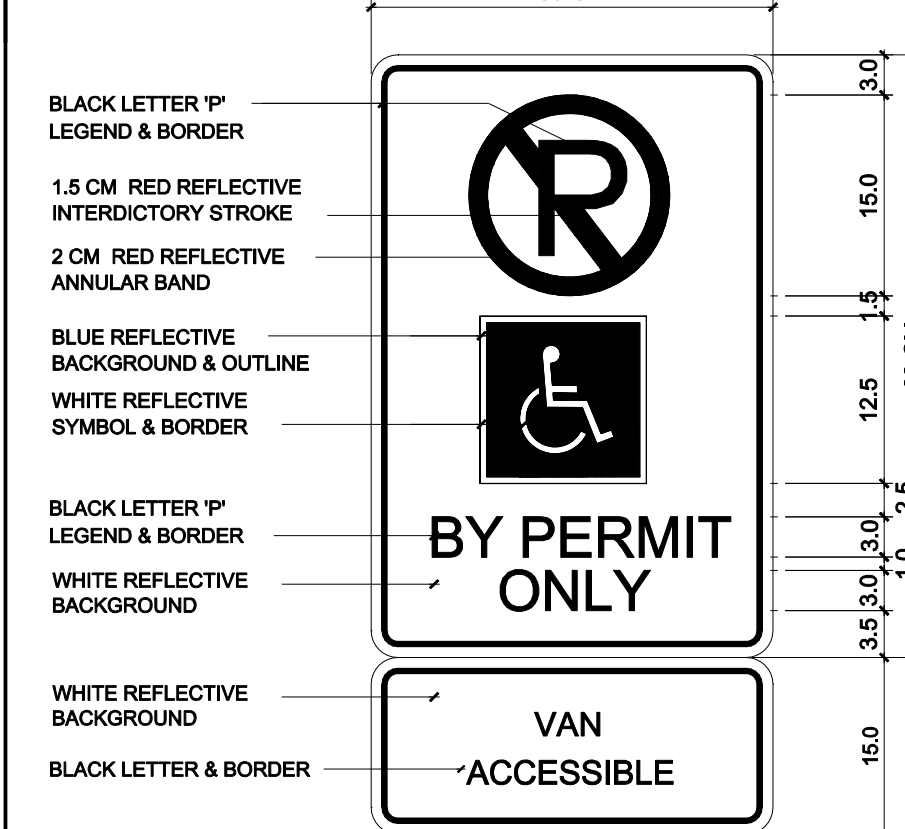 BLACK LETTER 'P'
LEGEND & BORDER
1.5 CM RED REFLECTIVE
INTERDICTORY STROKE
2 CM RED REFLECTIVE
ANNULAR BAND
BLUE REFLECTIVE
BACKGROUND & OUTLINE
WHITE REFLECTIVE
SYMBOL & BORDER
BLACK LETTER 'P'
LEGEND & BORDER
WHITE REFLECTIVE
BACKGROUND
WHITE REFLECTIVE
BACKGROUND
BLACK LETTER & BORDER
P
BY PERMIT
ONLY
VAN
ACCESSIBLE
3.0
15.0
1.5
12.5
3.0
3.0
3.5
15.0